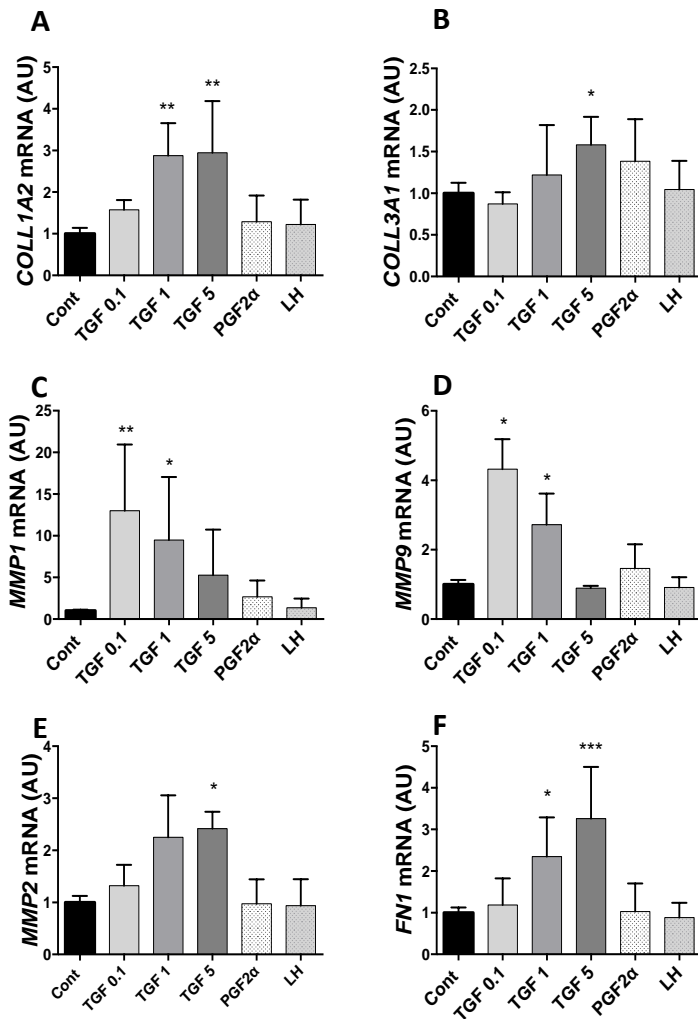 A
COLL1A2 mRNA (AU)
5
4
3
2
1
0
** **
Cont TGF 0.1 TGF 1 TGF 5 PGF2α LH
B
COLL3A1 mRNA (AU)
2.5
2.0
1.5
1.0
0.5
0.0
*
Cont TGF 0.1 TGF 1 TGF 5 PGF2α LH
C
MMP1 mRNA (AU)
25
20
15
10
5
0
** *
Cont TGF 0.1 TGF 1 TGF 5 PGF2α LH
D
MMP9 mRNA (AU)
6
4
2
0
* *
Cont TGF 0.1 TGF 1 TGF 5 PGF2α LH
E
MMP2 mRNA (AU)
4
3
2
1
0
*
Cont TGF 0.1 TGF 1 TGF 5 PGF2α LH
F
FN1 mRNA (AU)
5
4
3
2
1
0
* ***
Cont TGF 0.1 TGF 1 TGF 5 PGF2α LH